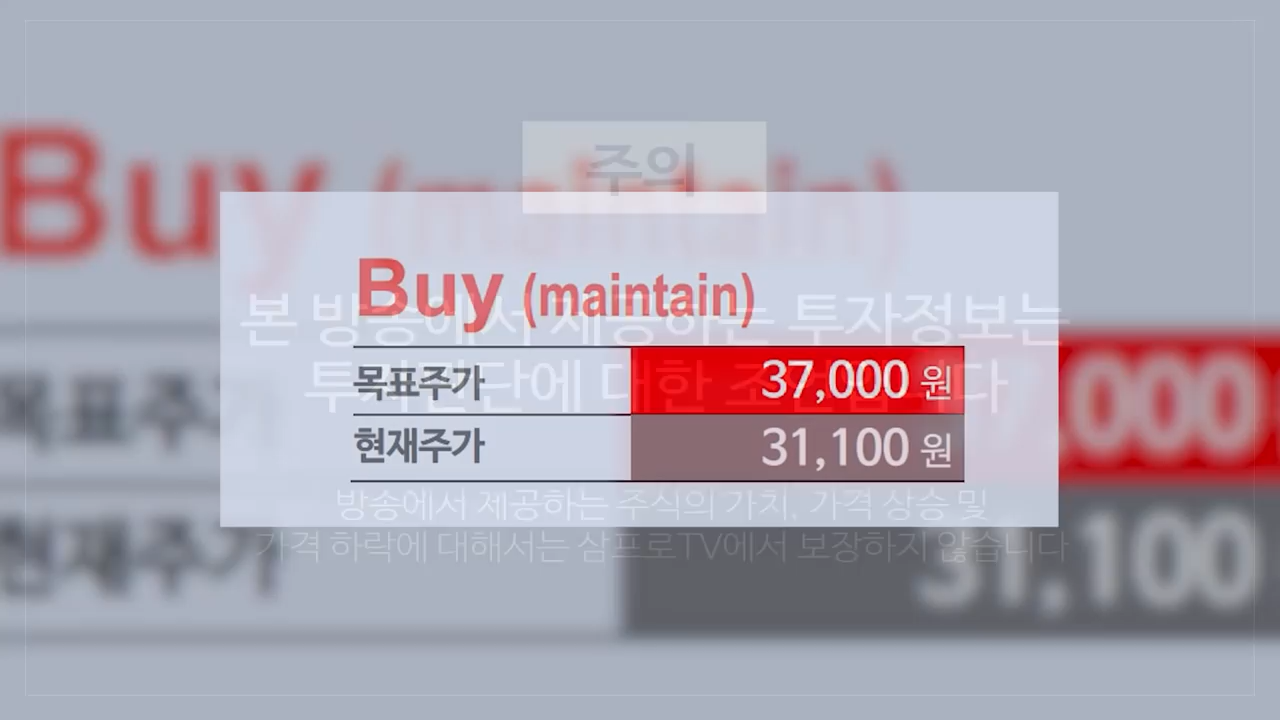 주의
Buy (maintain)
본 방송에서 제공하는 투자정보는
투자판단에 대한 조언입니다
목표주가 37,000 원
현재주가 31,100 원
방송에서 제공하는 주식의 가치, 가격 상승 및
가격 하락에 대해서는 삼프로TV에서 보장하지 않습니다